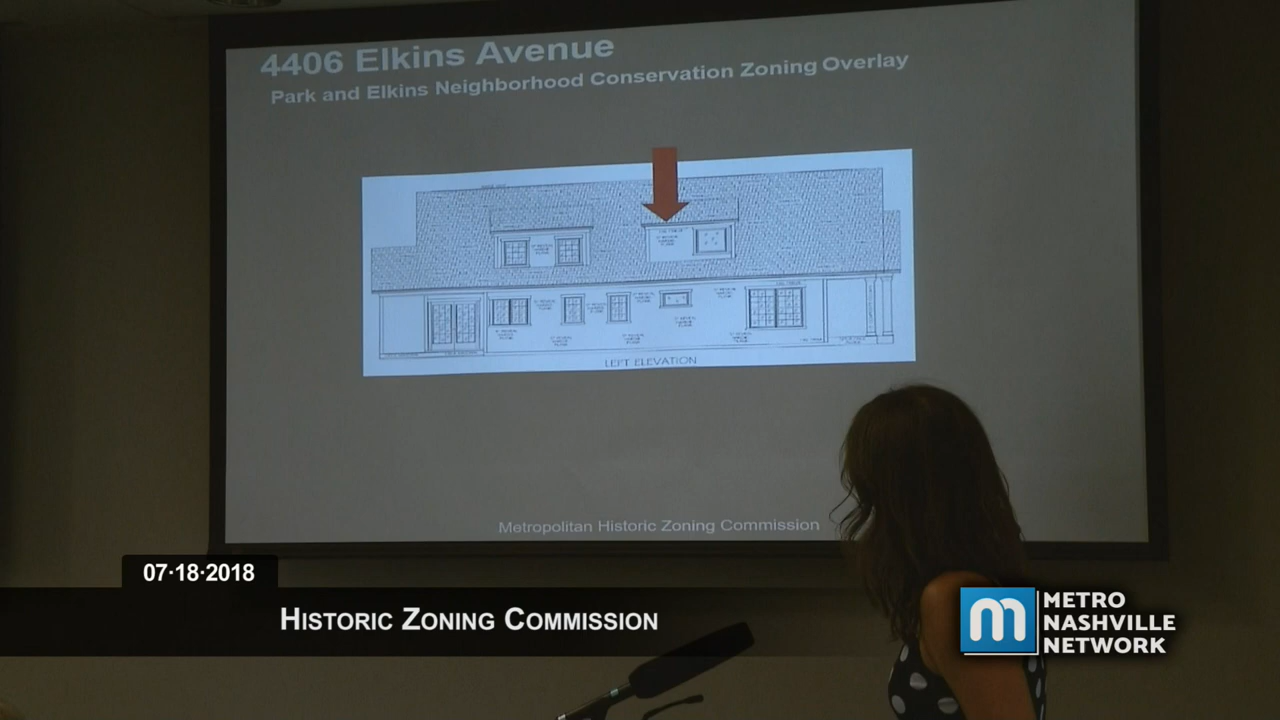 4406 Elkins Avenue
Park and Elkins Neighborhood Conservation Zoning Overlay
LEFT ELEVATION
Metropolitan Historic Zoning Commission
07·18·2018
HISTORIC ZONING COMMISSION
m
METRO
NASHVILLE
NETWORK